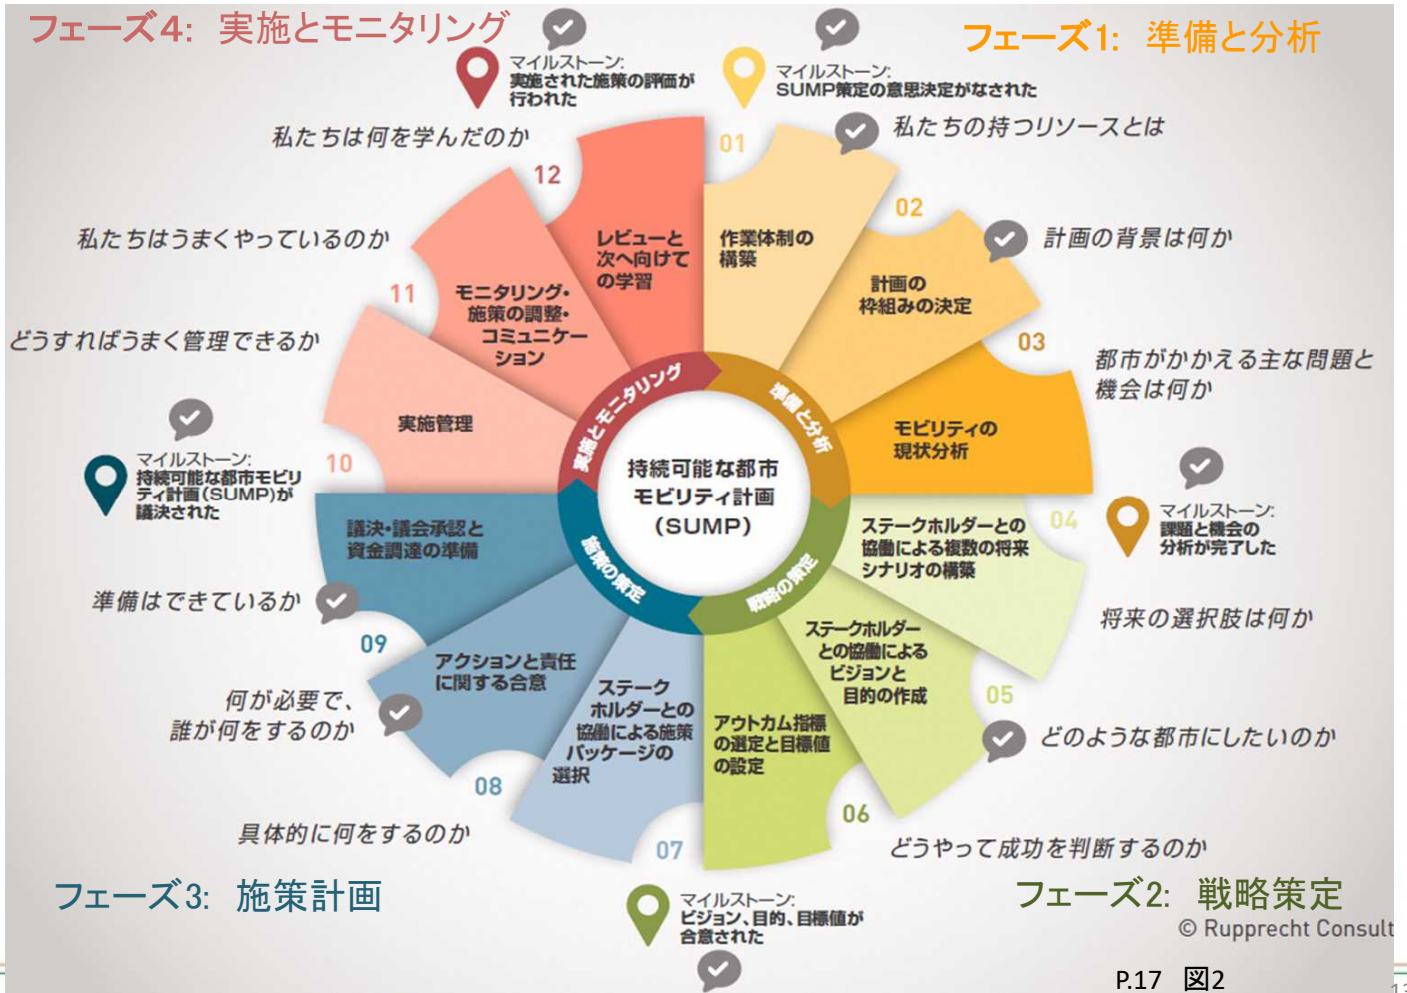 フェーズ4: 実施とモニタリング
フェーズ1: 準備と分析
マイルストーン:
実施された施策の評価が
行われた
マイルストーン:
SUMP策定の意思決定がなされた
私たちは何を学んだのか
私たちの持つリソースとは
01
12
02
私たちはうまくやっているのか
計画の背景は何か
レビューと
次へ向けて
の学習
作業体制の
構築
11
モニタリング・
施策の調整・
コミュニケー
ション
計画の
枠組みの決定
03
どうすればうまく管理できるか
都市がかかえる主な問題と
機会は何か
実施管理
モビリティの
現状分析
実施とモニタリング
準備と分析
持続可能な都市
モビリティ計画
(SUMP)
10
マイルストーン:
持続可能な都市モビリ
ティ計画(SUMP)が
議決された
マイルストーン:
課題と機会の
分析が完了した
議決・議会承認と
資金調達の準備
ステークホルダーとの
協働による複数の将来
シナリオの構築
04
施策の策定
戦略の策定
準備はできているか
将来の選択肢は何か
09
アクションと責任
に関する合意
ステークホルダー
との協働による
ビジョンと
目的の作成
05
何が必要で、
誰が何をするのか
ステーク
ホルダーとの
協働による施策
パッケージの
選択
アウトカム指標
の選定と目標値
の設定
どのような都市にしたいのか
08
06
具体的に何をするのか
07
どうやって成功を判断するのか
フェーズ3: 施策計画
マイルストーン:
ビジョン、目的、目標値が
合意された
フェーズ2: 戦略策定
© Rupprecht Consult
P.17 図2